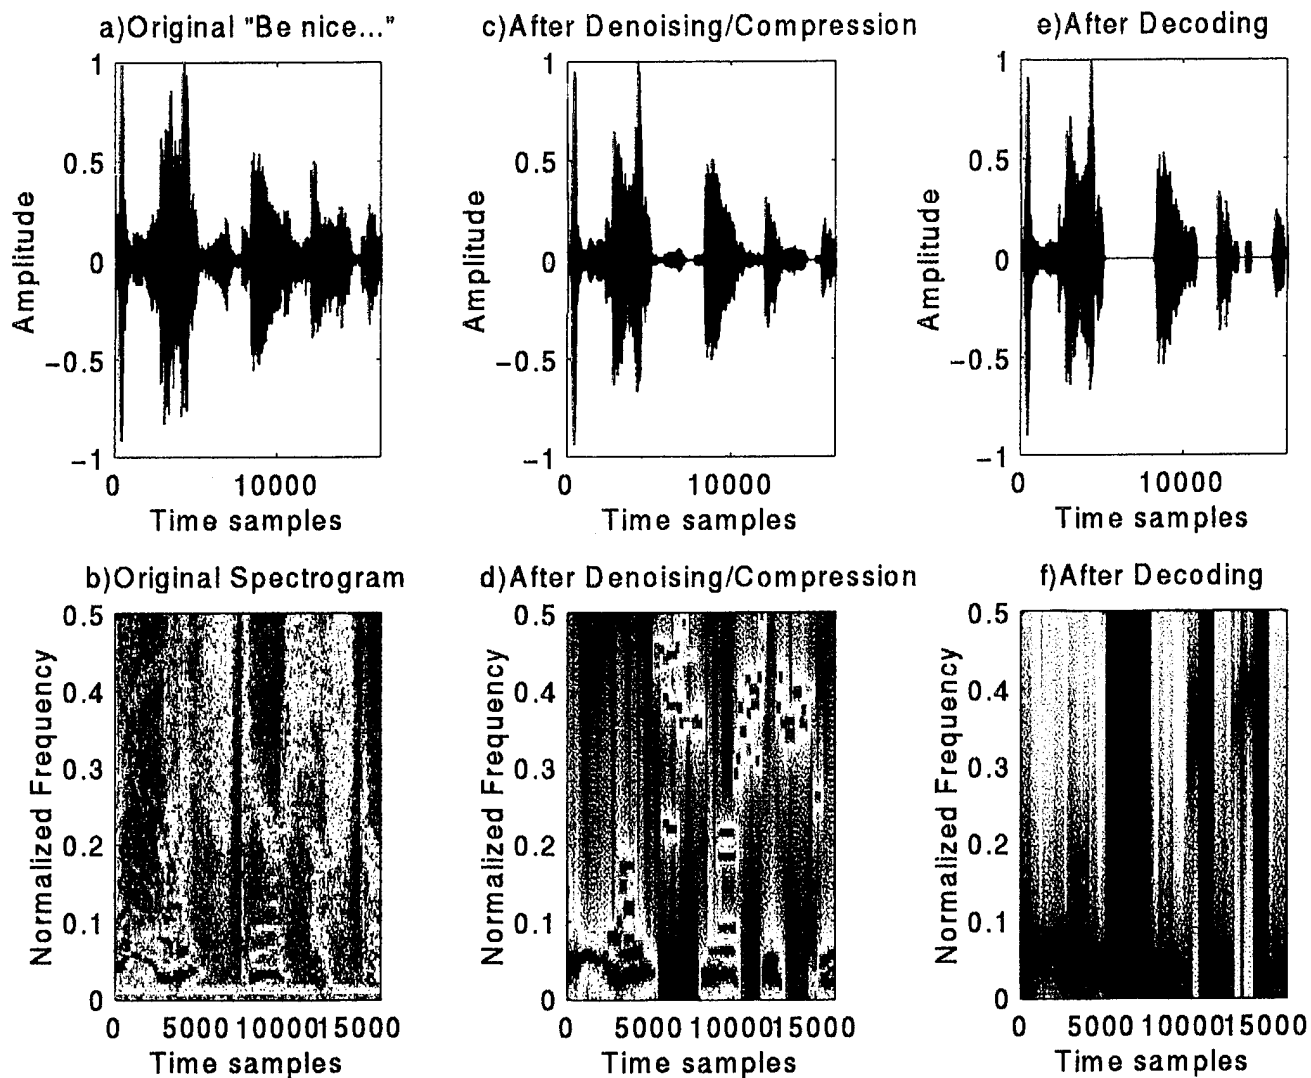 a)Original "Be nice..."
c)After Denoising/Compression
e)After Decoding
1
0.5
0
−0.5
−1
Amplitude
0
10000
Time samples
1
0.5
0
−0.5
−1
Amplitude
0
10000
Time samples
1
0.5
0
−0.5
−1
Amplitude
0
10000
Time samples
b)Original Spectrogram
d)After Denoising/Compression
f)After Decoding
0.5
0.4
0.3
0.2
0.1
0
Normalized Frequency
0 5000 10000 15000
Time samples
0.5
0.4
0.3
0.2
0.1
0
Normalized Frequency
0 5000 10000 15000
Time samples
0.5
0.4
0.3
0.2
0.1
0
Normalized Frequency
0 5000 10000 15000
Time samples